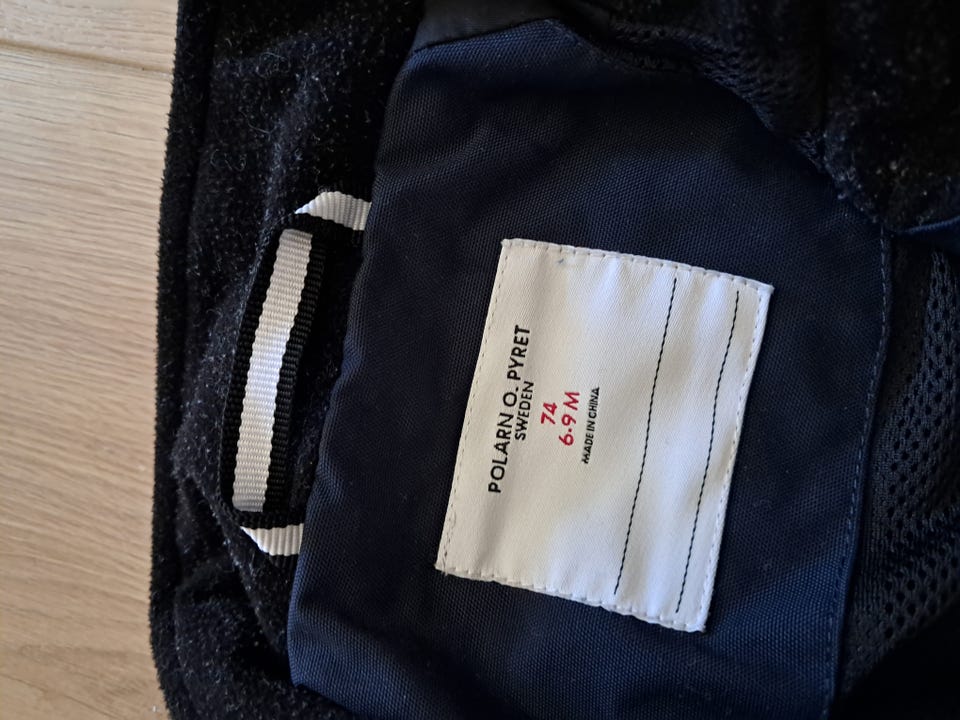 POLARN O. PYRET
SWEDEN
74
6-9 M
MADE IN CHINA